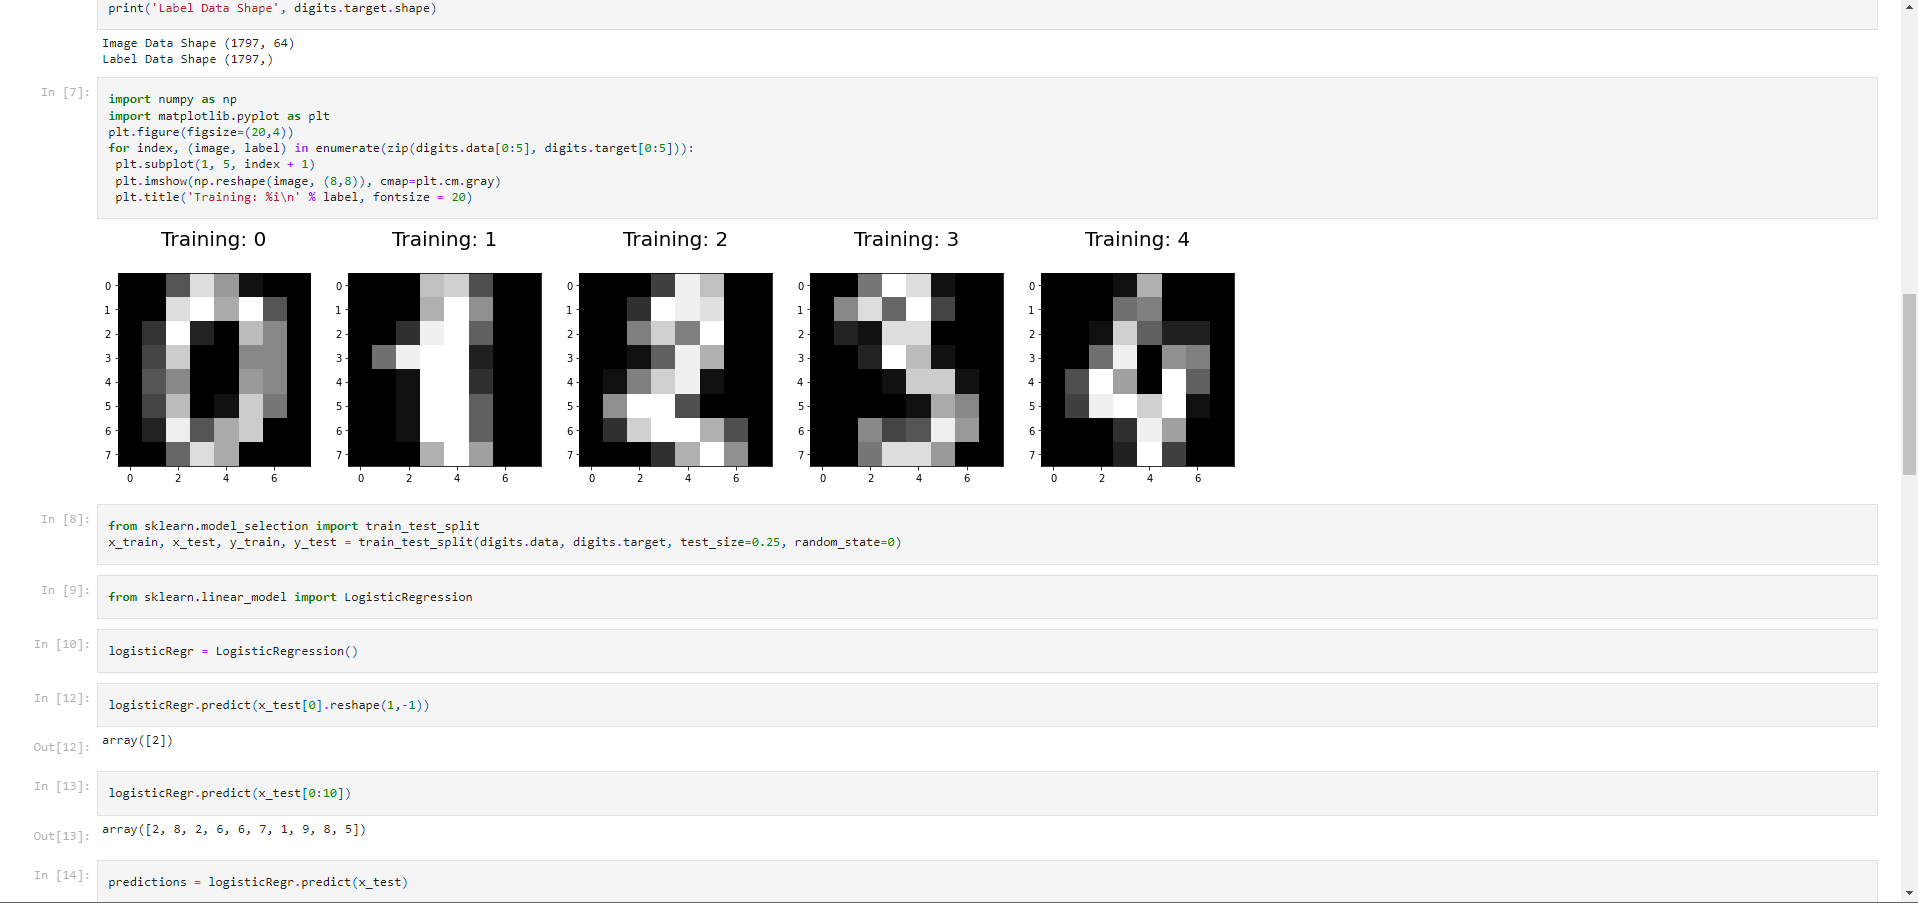 print('Label Data Shape', digits.target.shape)
Image Data Shape (1797, 64)
Label Data Shape (1797,)
In [7]:
import numpy as np
import matplotlib.pyplot as plt
plt.figure(figsize=(20,4))
for index, (image, label) in enumerate(zip(digits.data[0:5], digits.target[0:5])):
 plt.subplot(1, 5, index + 1)
 plt.imshow(np.reshape(image, (8,8)), cmap=plt.cm.gray)
 plt.title('Training: %i\n' % label, fontsize = 20)
Training: 0 Training: 1 Training: 2 Training: 3 Training: 4
0 0 0 0 0
1 1 1 1 1
2 2 2 2 2
3 3 3 3 3
4 4 4 4 4
5 5 5 5 5
6 6 6 6 6
7 7 7 7 7
0 2 4 6 0 2 4 6 0 2 4 6 0 2 4 6 0 2 4 6
In [8]:
from sklearn.model_selection import train_test_split
x_train, x_test, y_train, y_test = train_test_split(digits.data, digits.target, test_size=0.25, random_state=0)
In [9]:
from sklearn.linear_model import LogisticRegression
In [10]:
logisticRegr = LogisticRegression()
In [12]:
logisticRegr.predict(x_test[0].reshape(1,-1))
Out[12]:
array([2])
In [13]:
logisticRegr.predict(x_test[0:10])
Out[13]:
array([2, 8, 2, 6, 6, 7, 1, 9, 8, 5])
In [14]:
predictions = logisticRegr.predict(x_test)